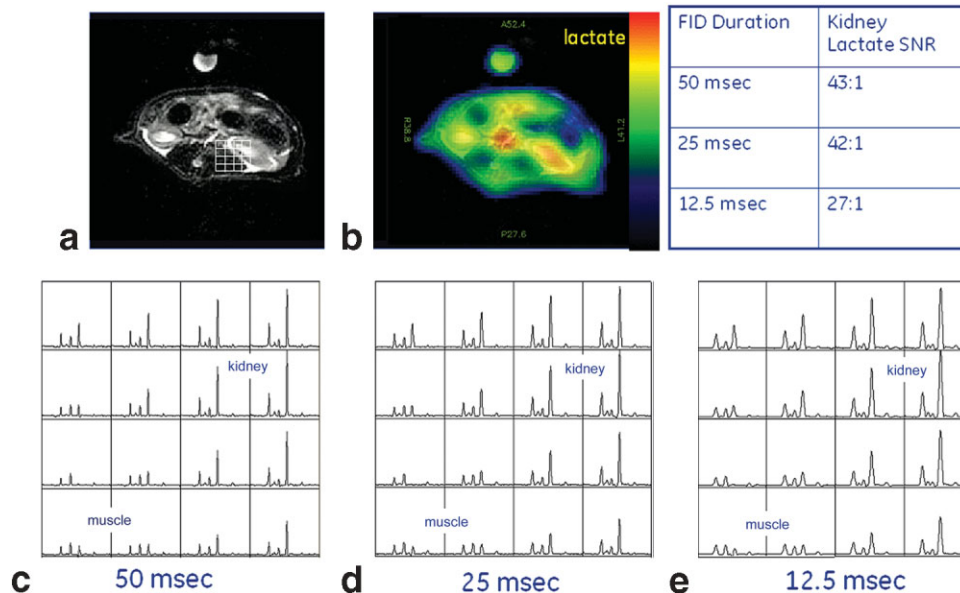 a
A52.4
lactate
R38.8
L41.2
P27.6
b
FID Duration
Kidney
Lactate SNR
50 msec
43:1
25 msec
42:1
12.5 msec
27:1
kidney
muscle
c
50 msec
kidney
muscle
d
25 msec
kidney
muscle
e
12.5 msec